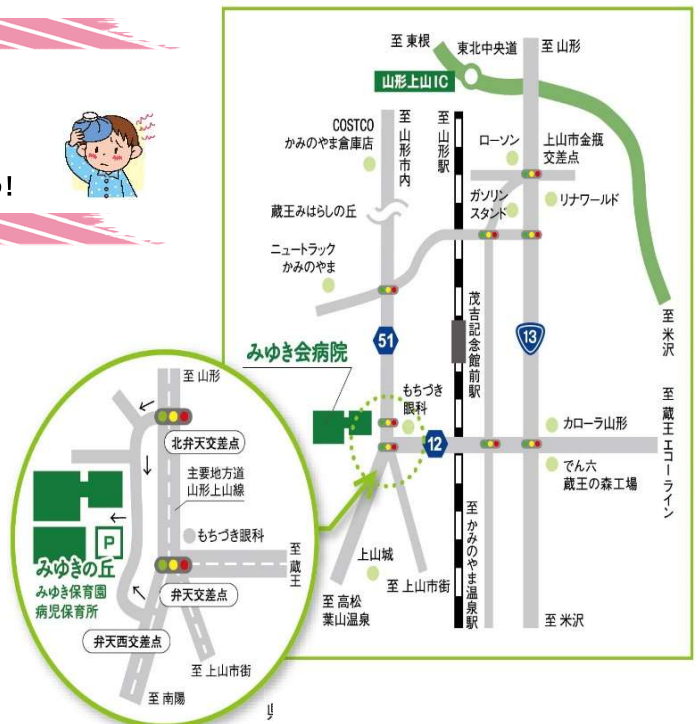 ！
至 東根
東北中央道
至 山形
山形上山IC
COSTCO
かみのやま倉庫店
至 山形市内
至 山形駅
ローソン
上山市金瓶
交差点
ガソリン
スタンド
リナワールド
蔵王みはらしの丘
ニュートラック
かみのやま
茂吉記念館前駅
至 米沢
51
13
みゆき会病院
もちづき
眼科
12
カローラ山形
至 蔵王エコーライン
でん六
蔵王の森工場
上山城
至 上山市街
至 高松
葉山温泉
至 かみのやま温泉駅
至 米沢
至 山形
北弁天交差点
主要地方道
山形上山線
もちづき眼科
P
みゆきの丘
みゆき保育園
病児保育所
至 蔵王
弁天交差点
弁天西交差点
至 上山市街
至 南陽